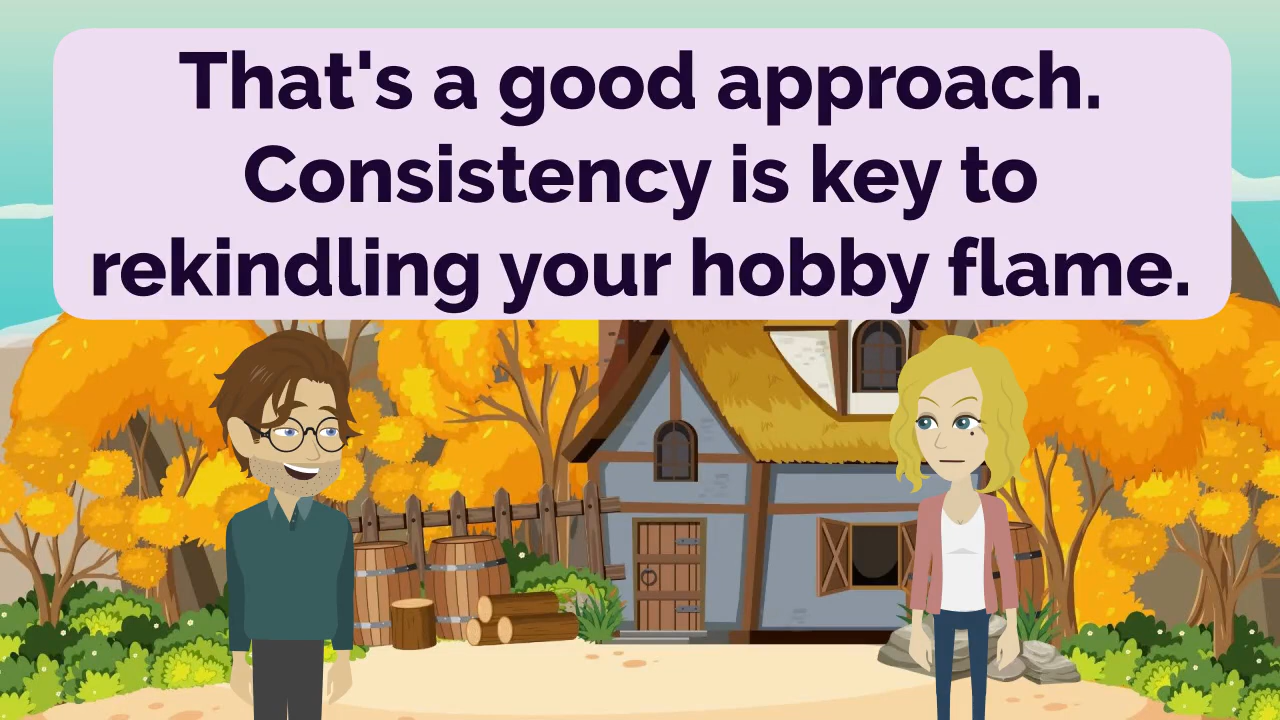 That's a good approach.
Consistency is key to
rekindling your hobby flame.